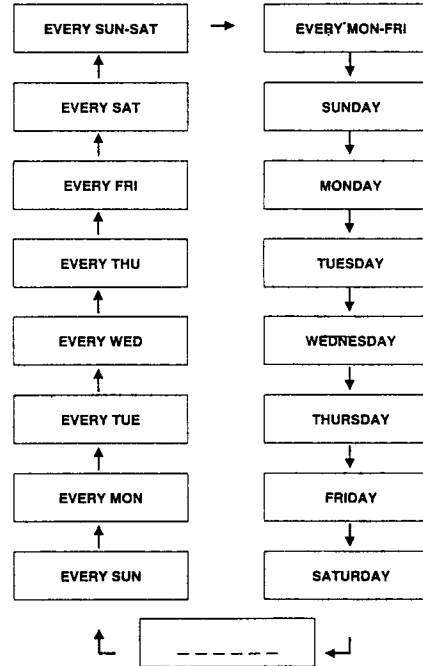 EVERY SUN-SAT
EVERY MON-FRI
EVERY SAT
SUNDAY
EVERY FRI
MONDAY
EVERY THU
TUESDAY
EVERY WED
WEDNESDAY
EVERY TUE
THURSDAY
EVERY MON
FRIDAY
EVERY SUN
SATURDAY
_ _ _ _ _ _